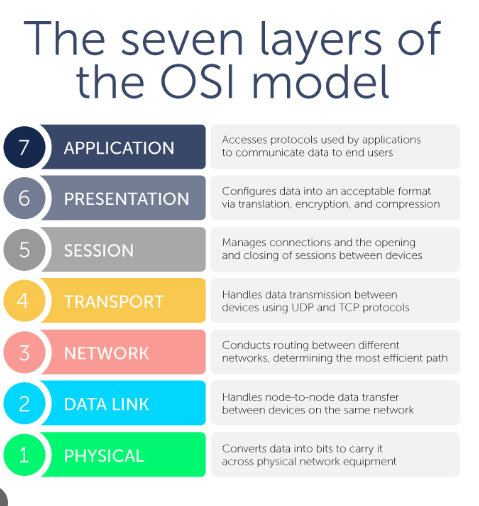 The seven layers of
the OSI model
7 APPLICATION
Accesses protocols used by applications
to communicate data to end users
6 PRESENTATION
Configures data into an acceptable format
via translation, encryption, and compression
5 SESSION
Manages connections and the opening
and closing of sessions between devices
4 TRANSPORT
Handles data transmission between
devices using UDP and TCP protocols
3 NETWORK
Conducts routing between different
networks, determining the most efficient path
2 DATA LINK
Handles node-to-node data transfer
between devices on the same network
1 PHYSICAL
Converts data into bits to carry it
across physical network equipment